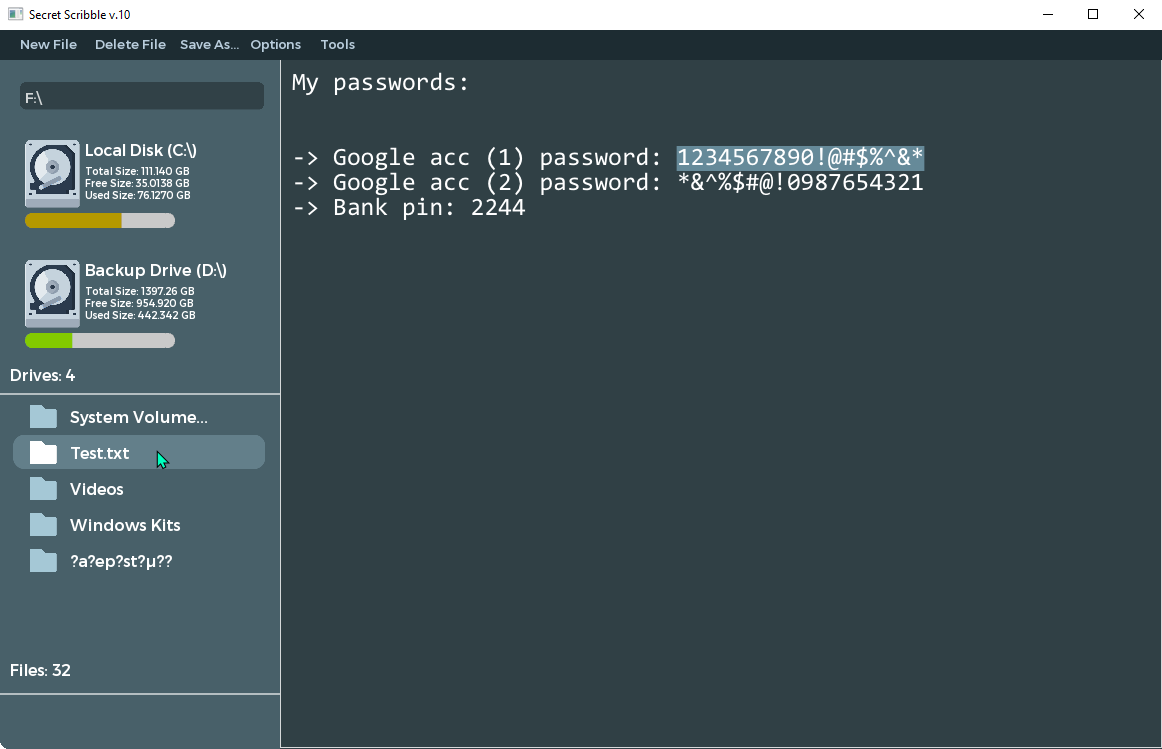 Secret Scribble v.10
New File Delete File Save As... Options Tools
F:\
Local Disk (C:\)
Total Size: 111.140 GB
Free Size: 35.0138 GB
Used Size: 76.1270 GB
Backup Drive (D:\)
Total Size: 1397.26 GB
Free Size: 954.920 GB
Used Size: 442.342 GB
Drives: 4
System Volume...
Test.txt
Videos
Windows Kits
?a?ep?st?µ??
Files: 32
My passwords:
-> Google acc (1) password: 1234567890!@#$%^&*
-> Google acc (2) password: *&^%$#@!0987654321
-> Bank pin: 2244